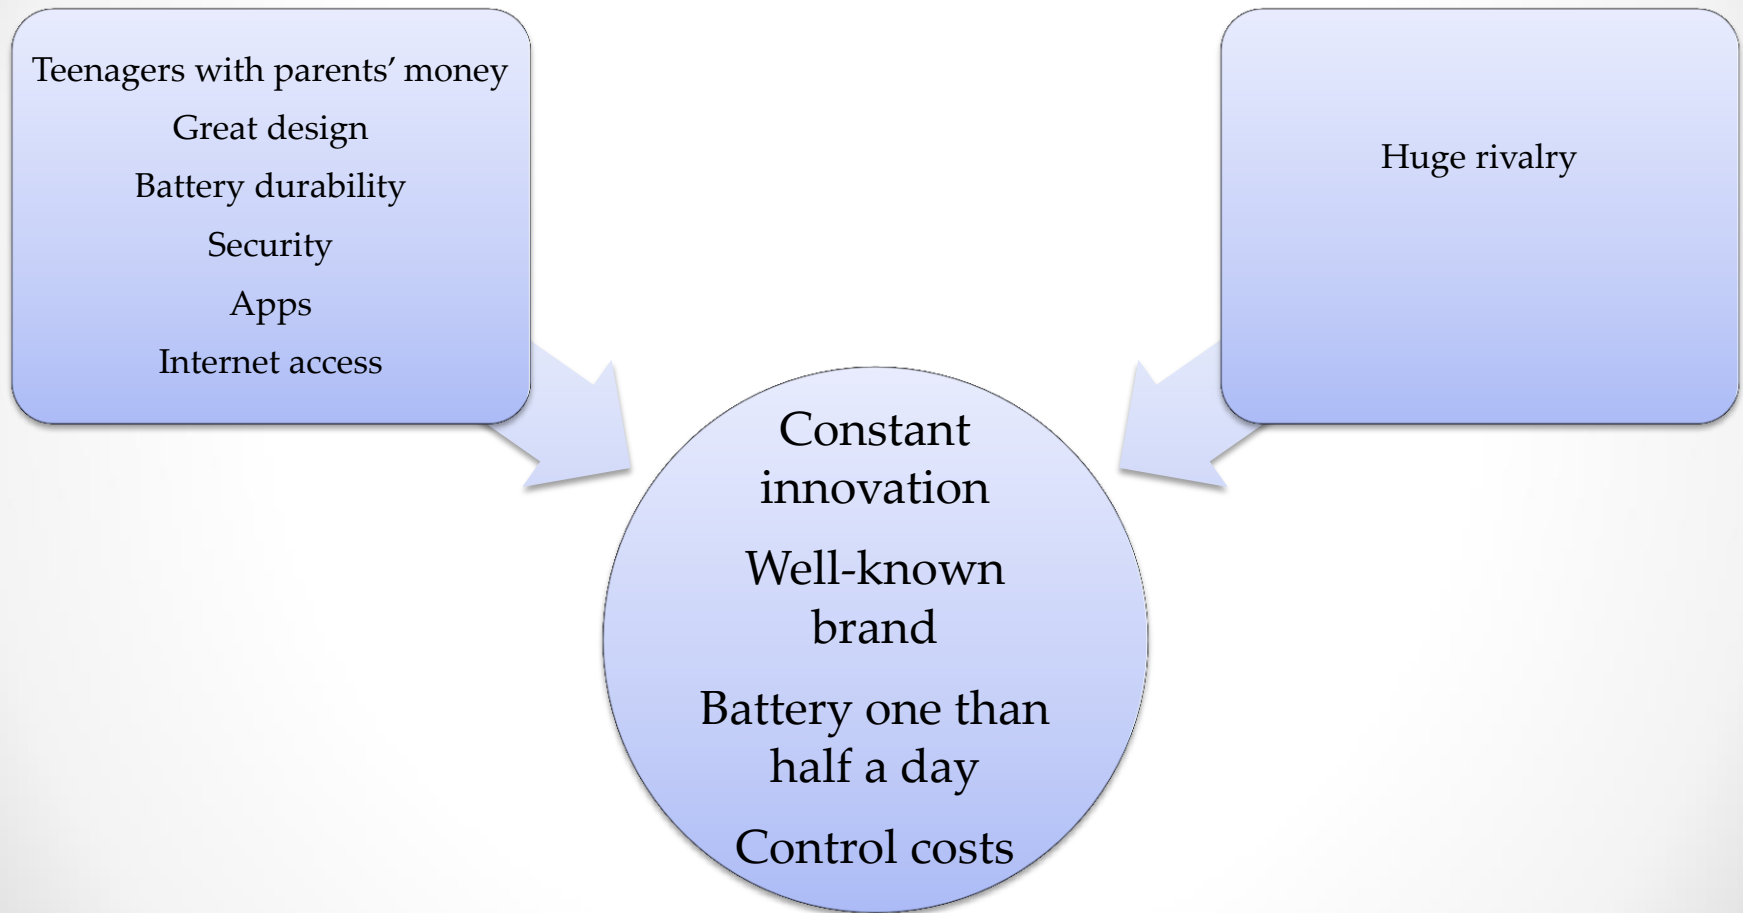 Teenagers with parents’ money
Great design
Battery durability
Security
Apps
Internet access
Huge rivalry
Constant
innovation
Well-known
brand
Battery one than
half a day
Control costs